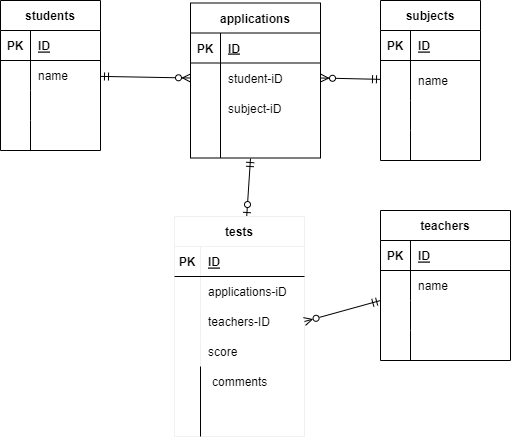 students
PK ID
name
applications
PK ID
student-iD
subject-iD
subjects
PK ID
name
tests
PK ID
applications-iD
teachers-ID
score
comments
teachers
PK ID
name